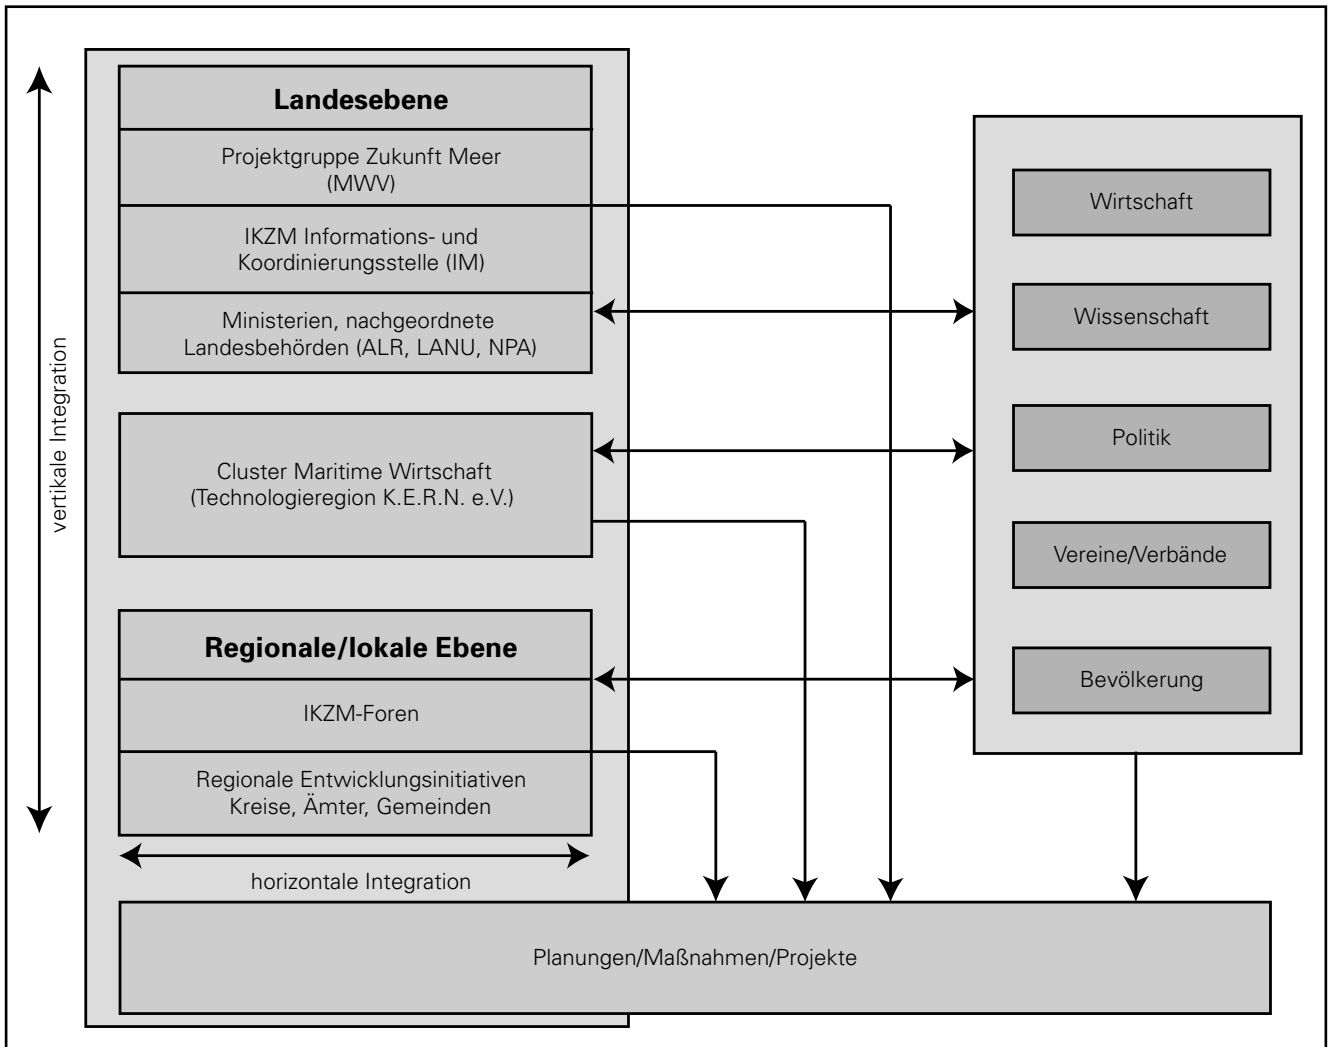 vertikale Integration
Landesebene
Projektgruppe Zukunft Meer
(MWV)
IKZM Informations- und
Koordinierungsstelle (IM)
Ministerien, nachgeordnete
Landesbehörden (ALR, LANU, NPA)
Cluster Maritime Wirtschaft
(Technologieregion K.E.R.N. e.V.)
Regionale/lokale Ebene
IKZM-Foren
Regionale Entwicklungsinitiativen
Kreise, Ämter, Gemeinden
horizontale Integration
Wirtschaft
Wissenschaft
Politik
Vereine/Verbände
Bevölkerung
Planungen/Maßnahmen/Projekte